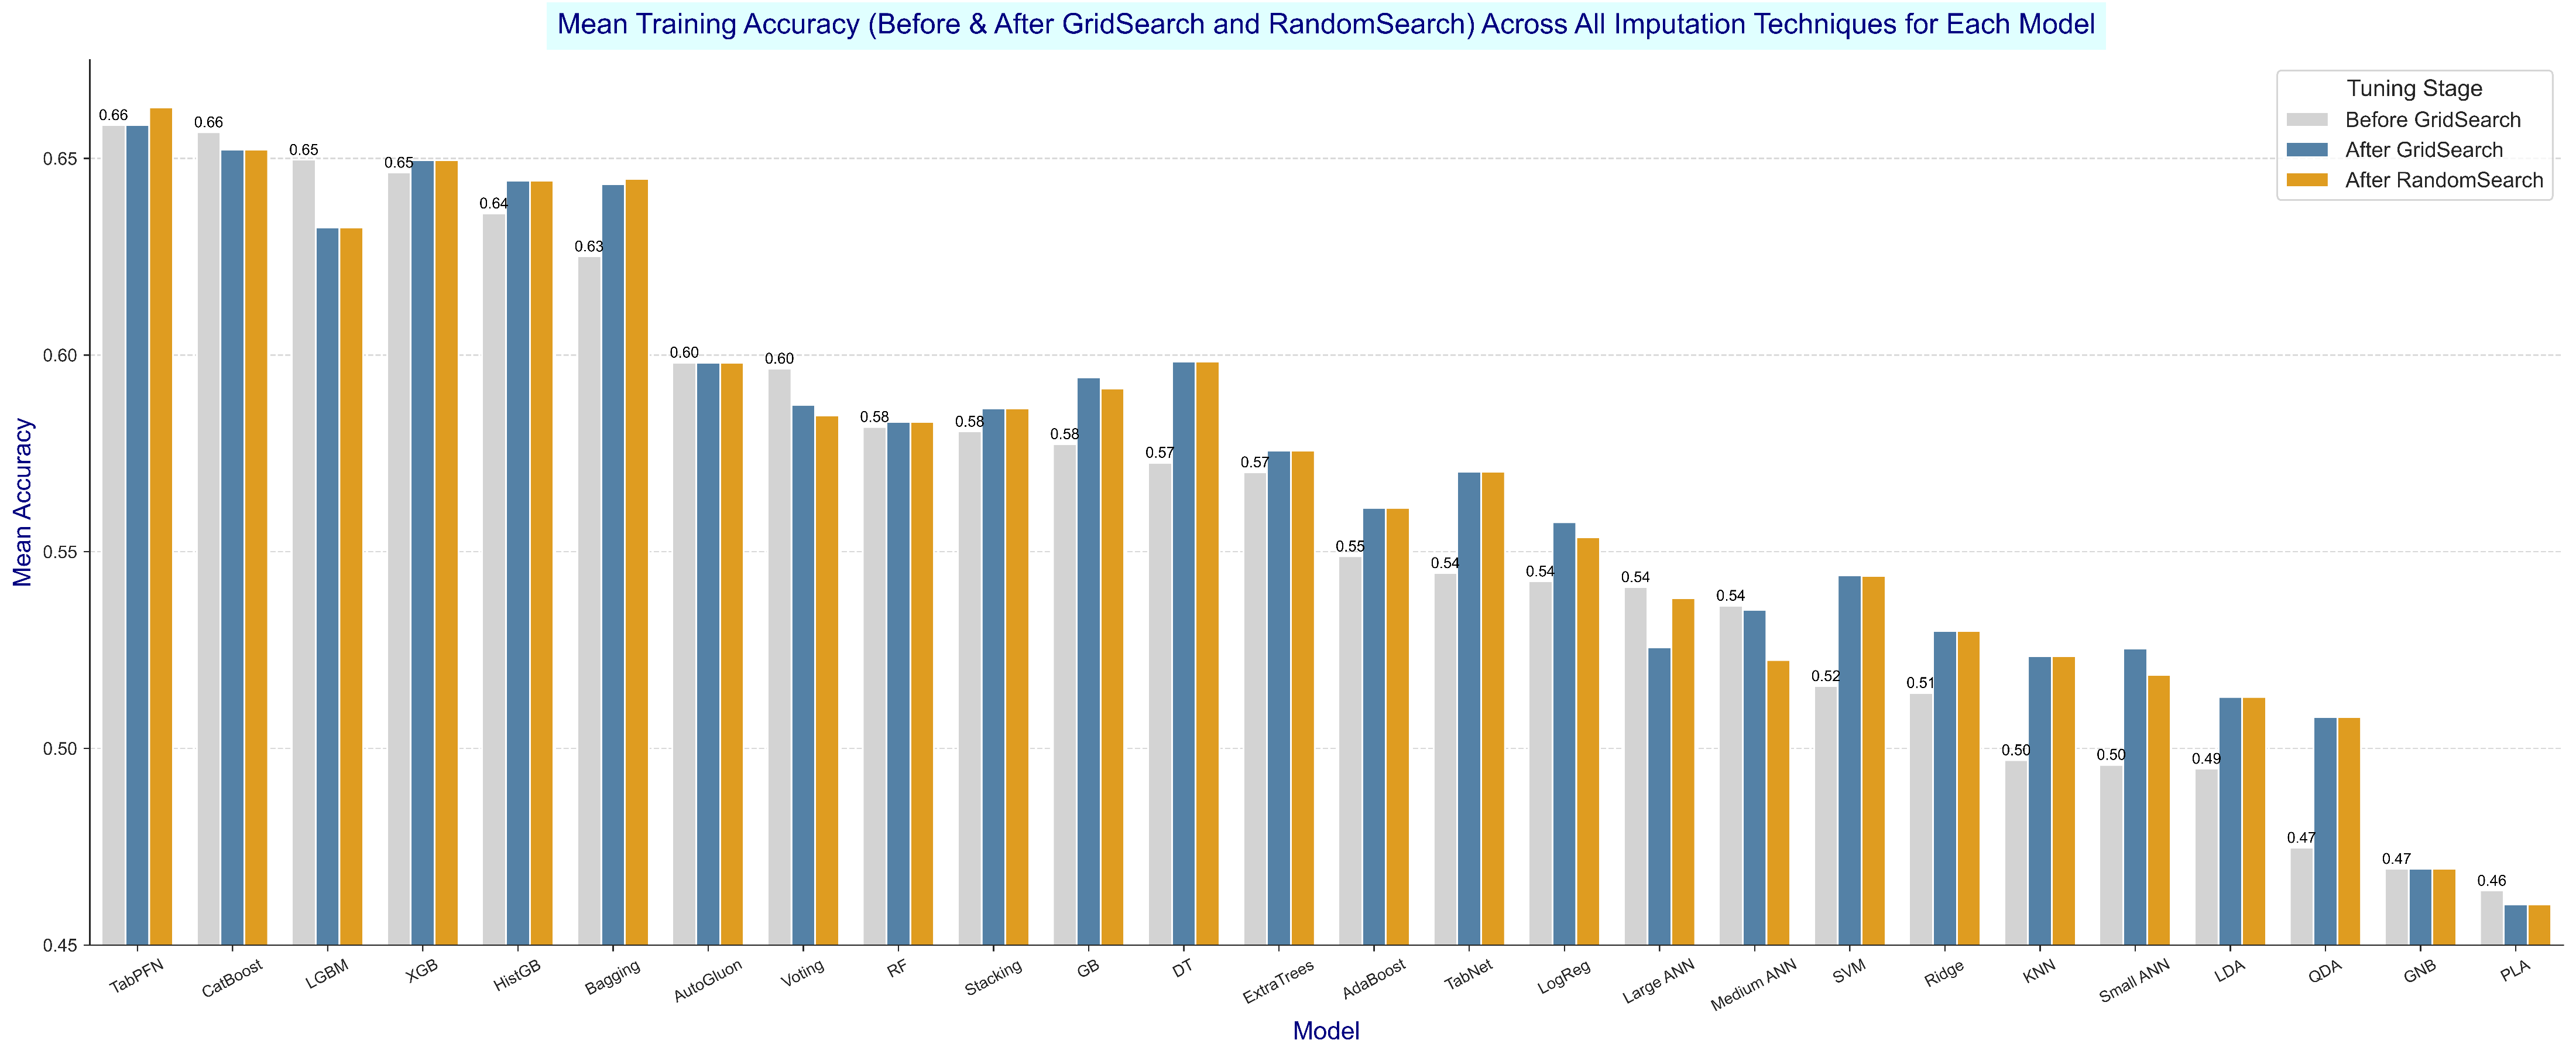 Mean Training Accuracy (Before & After GridSearch and RandomSearch) Across All Imputation Techniques for Each Model
Tuning Stage
Before GridSearch
After GridSearch
After RandomSearch
Mean Accuracy
0.65
0.60
0.55
0.50
0.45
0.66
0.66
0.65
0.65
0.64
0.63
0.60
0.60
0.58
0.58
0.58
0.57
0.57
0.55
0.54
0.54
0.54
0.54
0.52
0.51
0.50
0.50
0.49
0.47
0.47
0.46
TabPFN
CatBoost
LGBM
XGB
HistGB
Bagging
AutoGluon
Voting
RF
Stacking
GB
DT
ExtraTrees
AdaBoost
TabNet
LogReg
Large ANN
Medium ANN
SVM
Ridge
KNN
Small ANN
LDA
QDA
GNB
PLA
Model